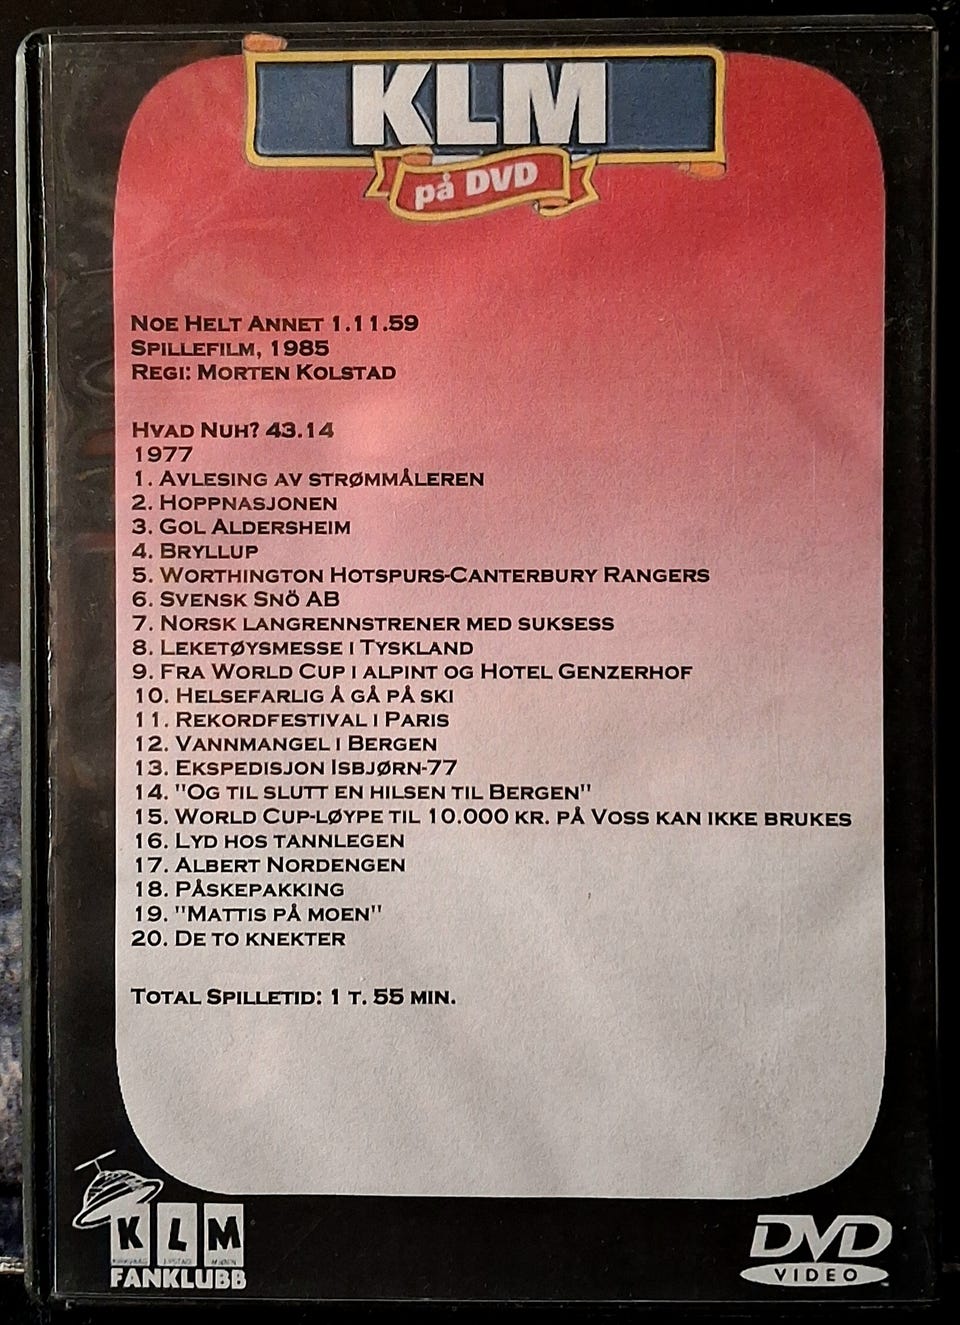 KLM
på DVD
NOE HELT ANNET 1.11.59
SPILLEFILM, 1985
REGI: MORTEN KOLSTAD
HVAD NUH? 43.14
1977
1. AVLESING AV STRØMMÅLEREN
2. HOPPNASJONEN
3. GOL ALDERSHEIM
4. BRYLLUP
5. WORTHINGTON HOTSPURS-CANTERBURY RANGERS
6. SVENSK SNÖ AB
7. NORSK LANGRENNSTRENER MED SUKSESS
8. LEKETØYSMESSE I TYSKLAND
9. FRA WORLD CUP I ALPINT OG HOTEL GENZERHOF
10. HELSEFARLIG Å GÅ PÅ SKI
11. REKORDFESTIVAL I PARIS
12. VANNMANGEL I BERGEN
13. EKSPEDISJON ISBJØRN-77
14. "OG TIL SLUTT EN HILSEN TIL BERGEN"
15. WORLD CUP-LØYPE TIL 10.000 KR. PÅ VOSS KAN IKKE BRUKES
16. LYD HOS TANNLEGEN
17. ALBERT NORDENGEN
18. PÅSKEPAKKING
19. "MATTIS PÅ MOEN"
20. DE TO KNEKTER
TOTAL SPILLETID: 1 T. 55 MIN.
KLM
FANKLUBB
DVD
VIDEO